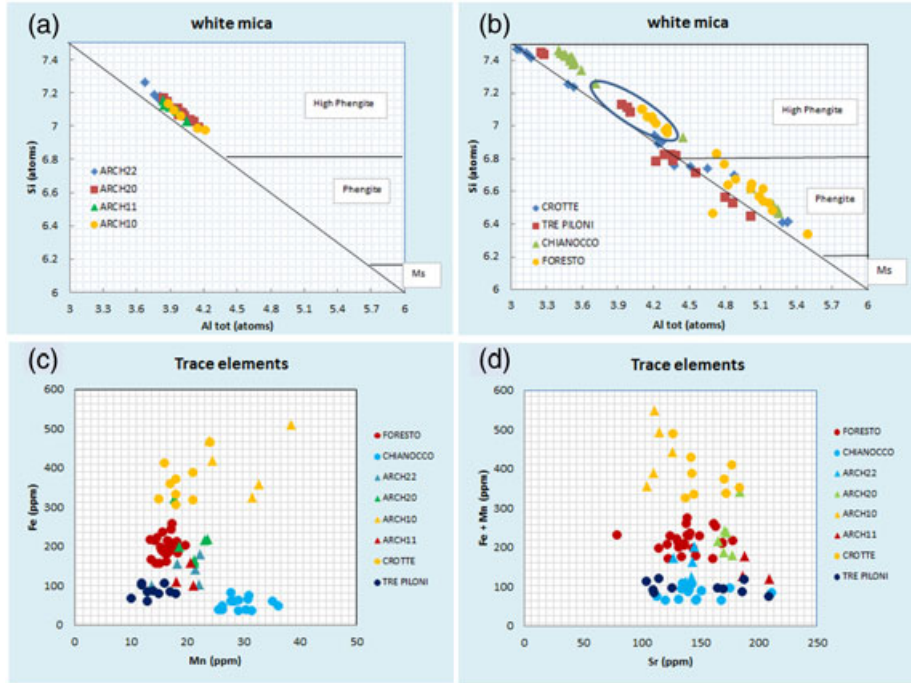 (a)
white mica
7.4
7.2
7
6.8
6.6
6.4
6.2
6
Si (atoms)
High Phengite
Phengite
Ms
ARCH22
ARCH20
ARCH11
ARCH10
3 3.3 3.6 3.9 4.2 4.5 4.8 5.1 5.4 5.7 6
Al tot (atoms)
(b)
white mica
7.4
7.2
7
6.8
6.6
6.4
6.2
6
Si (atoms)
High Phengite
Phengite
Ms
CROTTE
TRE PILONI
CHIANOCCO
FORESTO
3 3.3 3.6 3.9 4.2 4.5 4.8 5.1 5.4 5.7 6
Al tot (atoms)
(c)
Trace elements
600
500
400
300
200
100
0
Fe (ppm)
0 10 20 30 40 50
Mn (ppm)
FORESTO
CHIANOCCO
ARCH22
ARCH20
ARCH10
ARCH11
CROTTE
TRE PILONI
(d)
Trace elements
600
500
400
300
200
100
0
Fe + Mn (ppm)
0 50 100 150 200 250
Sr (ppm)
FORESTO
CHIANOCCO
ARCH22
ARCH20
ARCH10
ARCH11
CROTTE
TRE PILONI